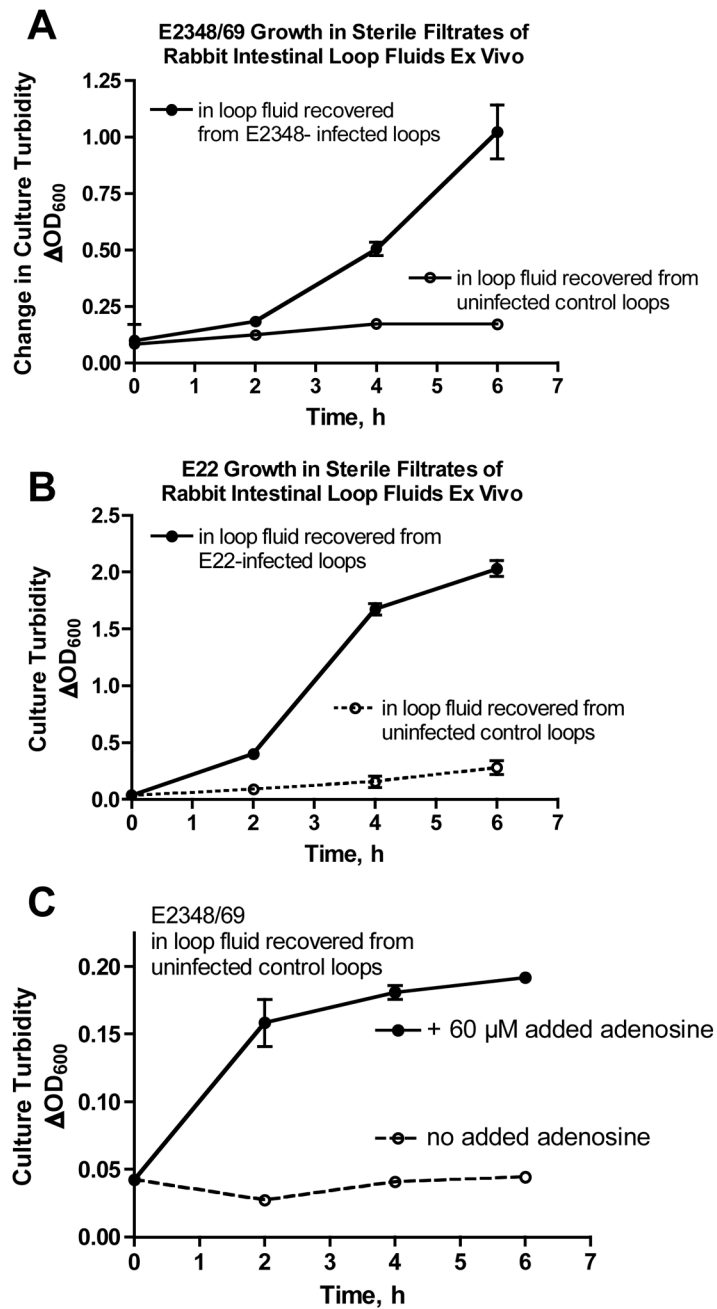 A
E2348/69 Growth in Sterile Filtrates of
Rabbit Intestinal Loop Fluids Ex Vivo
Change in Culture Turbidity
ΔOD600
1.25
1.00
0.75
0.50
0.25
0.00
in loop fluid recovered
from E2348- infected loops
in loop fluid recovered from
uninfected control loops
0 1 2 3 4 5 6 7
Time, h
B
E22 Growth in Sterile Filtrates of
Rabbit Intestinal Loop Fluids Ex Vivo
Culture Turbidity
ΔOD600
2.5
2.0
1.5
1.0
0.5
0.0
in loop fluid recovered from
E22-infected loops
in loop fluid recovered from
uninfected control loops
0 1 2 3 4 5 6 7
Time, h
C
E2348/69
in loop fluid recovered from
uninfected control loops
Culture Turbidity
ΔOD600
0.20
0.15
0.10
0.05
0.00
+ 60 µM added adenosine
no added adenosine
0 1 2 3 4 5 6 7
Time, h